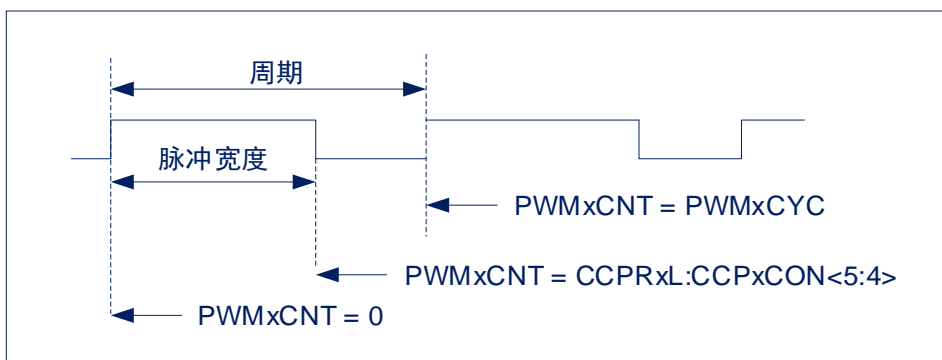 周期
脉冲宽度
PWMxCNT = PWMxCYC
PWMxCNT = CCPRxL:CCPxCON<5:4>
PWMxCNT = 0